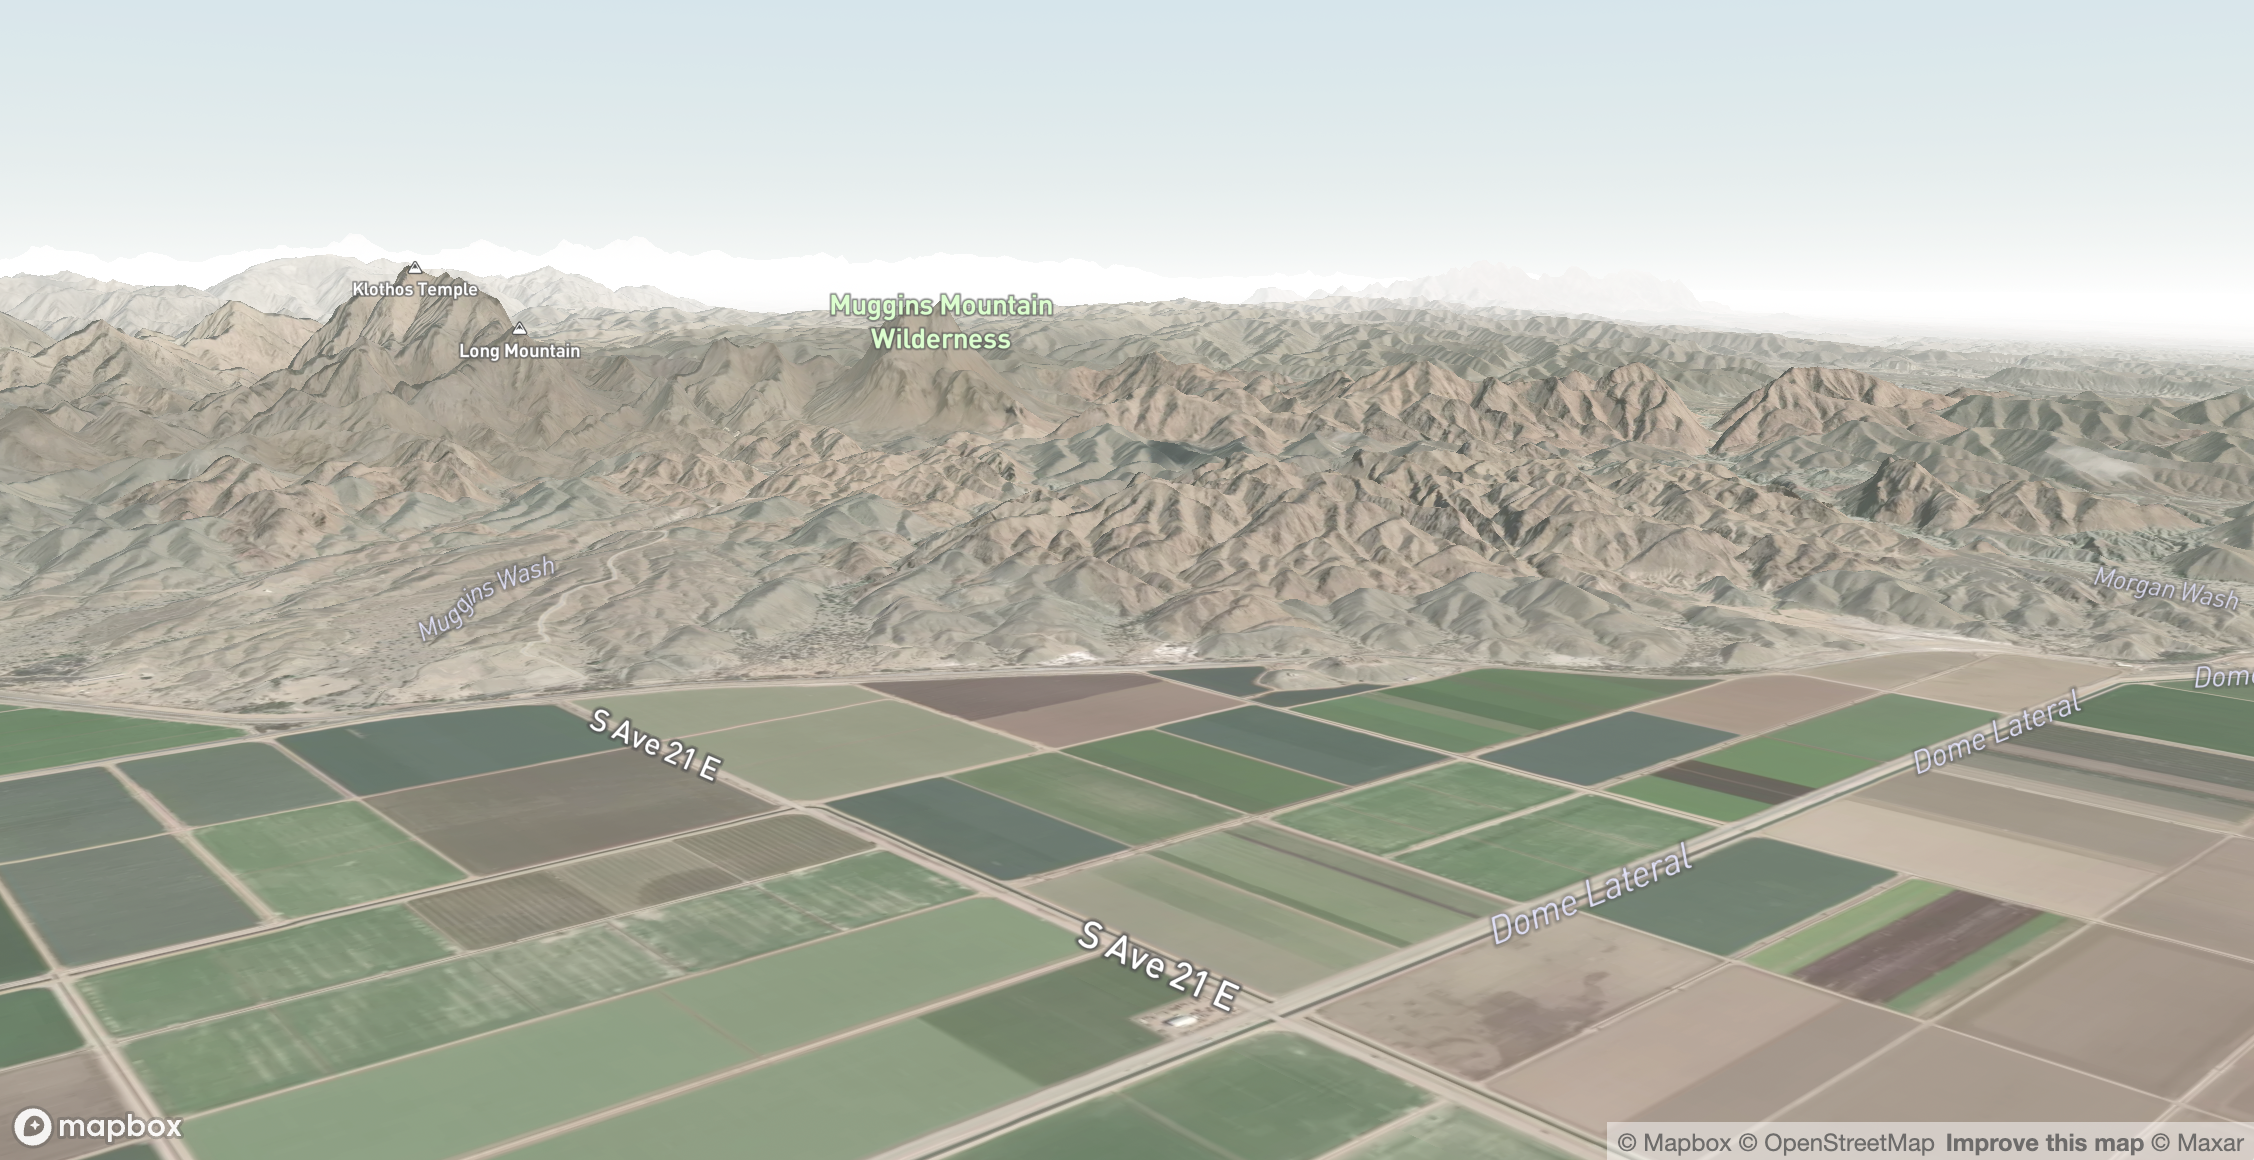 Klothos Temple
Long Mountain
Muggins Mountain
Wilderness
Muggins Wash
Morgan Wash
Dome
S Ave 21 E
Dome Lateral
Dome Lateral
S Ave 21 E
mapbox
© Mapbox © OpenStreetMap Improve this map © Maxar